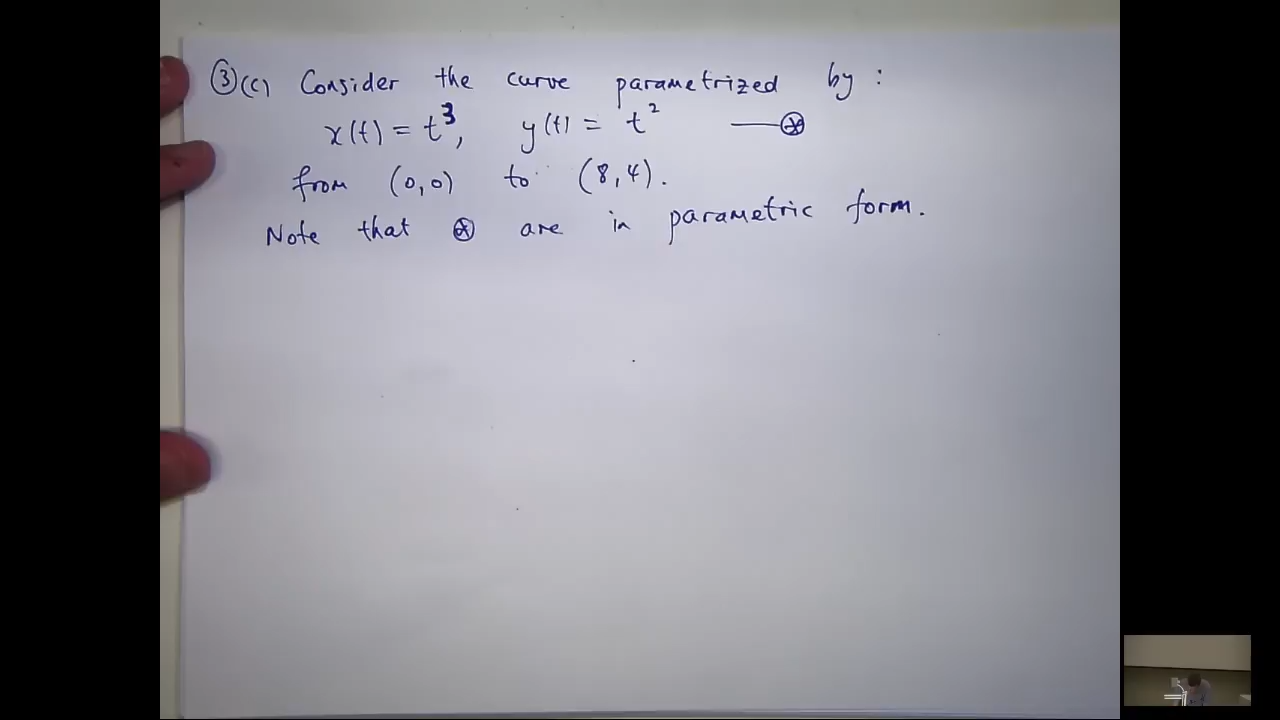 ③(c) Consider the curve parametrized by :
x(t) = t³, y(t) = t² —⊛
from (0,0) to (8,4).
Note that ⊛ are in parametric form.